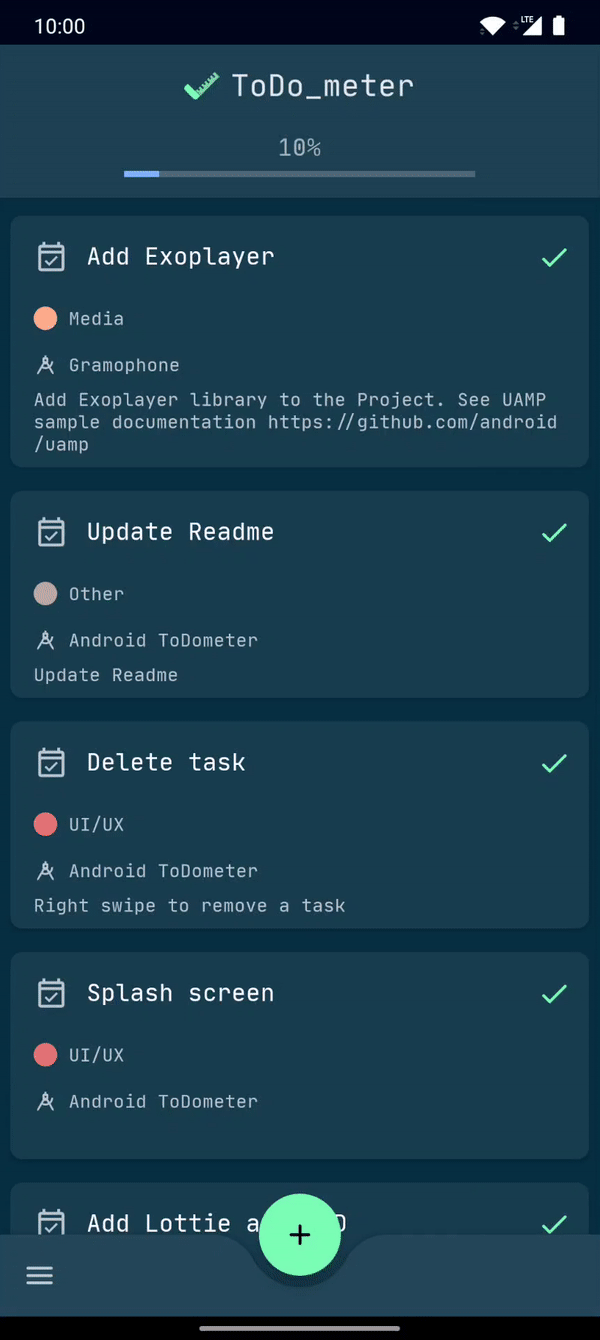 10:00
LTE
ToDo_meter
10%
Add Exoplayer
Media
Gramophone
Add Exoplayer library to the Project. See UAMP
sample documentation https://github.com/android
/uamp
Update Readme
Other
Android ToDometer
Update Readme
Delete task
UI/UX
Android ToDometer
Right swipe to remove a task
Splash screen
UI/UX
Android ToDometer
Add Lottie